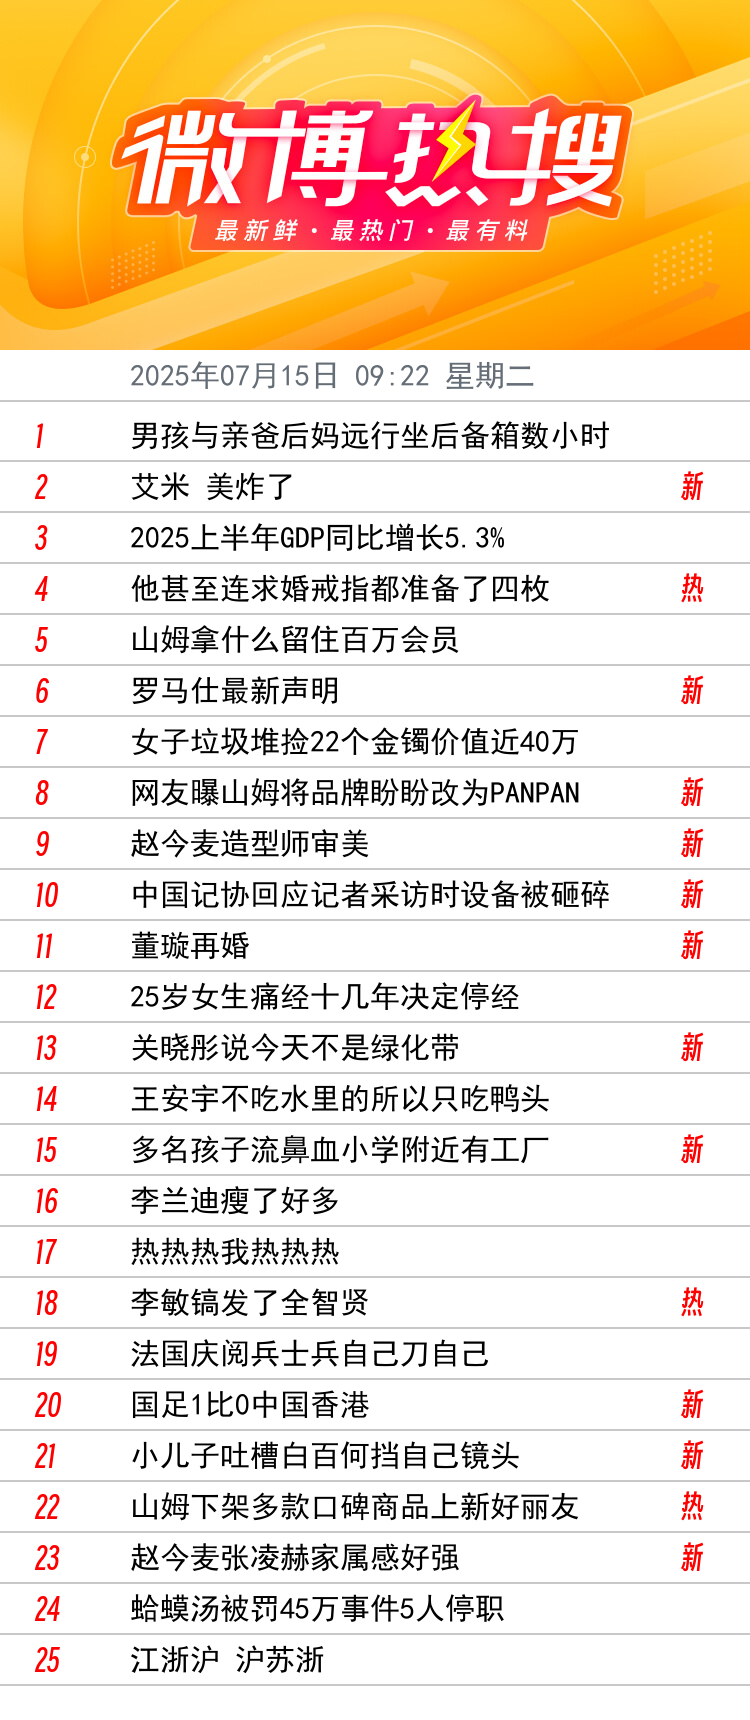 微博热搜
最新鲜·最热门·最有料
2025年07月15日 09:22 星期二
1 男孩与亲爸后妈远行坐后备箱数小时
2 艾米 美炸了 新
3 2025上半年GDP同比增长5.3%
4 他甚至连求婚戒指都准备了四枚 热
5 山姆拿什么留住百万会员
6 罗马仕最新声明 新
7 女子垃圾堆捡22个金镯价值近40万
8 网友曝山姆将品牌盼盼改为PANPAN 新
9 赵今麦造型师审美 新
10 中国记协回应记者采访时设备被砸碎 新
11 董璇再婚 新
12 25岁女生痛经十几年决定停经
13 关晓彤说今天不是绿化带 新
14 王安宇不吃水里的所以只吃鸭头
15 多名孩子流鼻血小学附近有工厂 新
16 李兰迪瘦了好多
17 热热热我热热热
18 李敏镐发了全智贤 热
19 法国庆阅兵士兵自己刀自己
20 国足1比0中国香港 新
21 小儿子吐槽白百何挡自己镜头 新
22 山姆下架多款口碑商品上新好丽友 热
23 赵今麦张凌赫家属感好强 新
24 蛤蟆汤被罚45万事件5人停职
25 江浙沪 沪苏浙